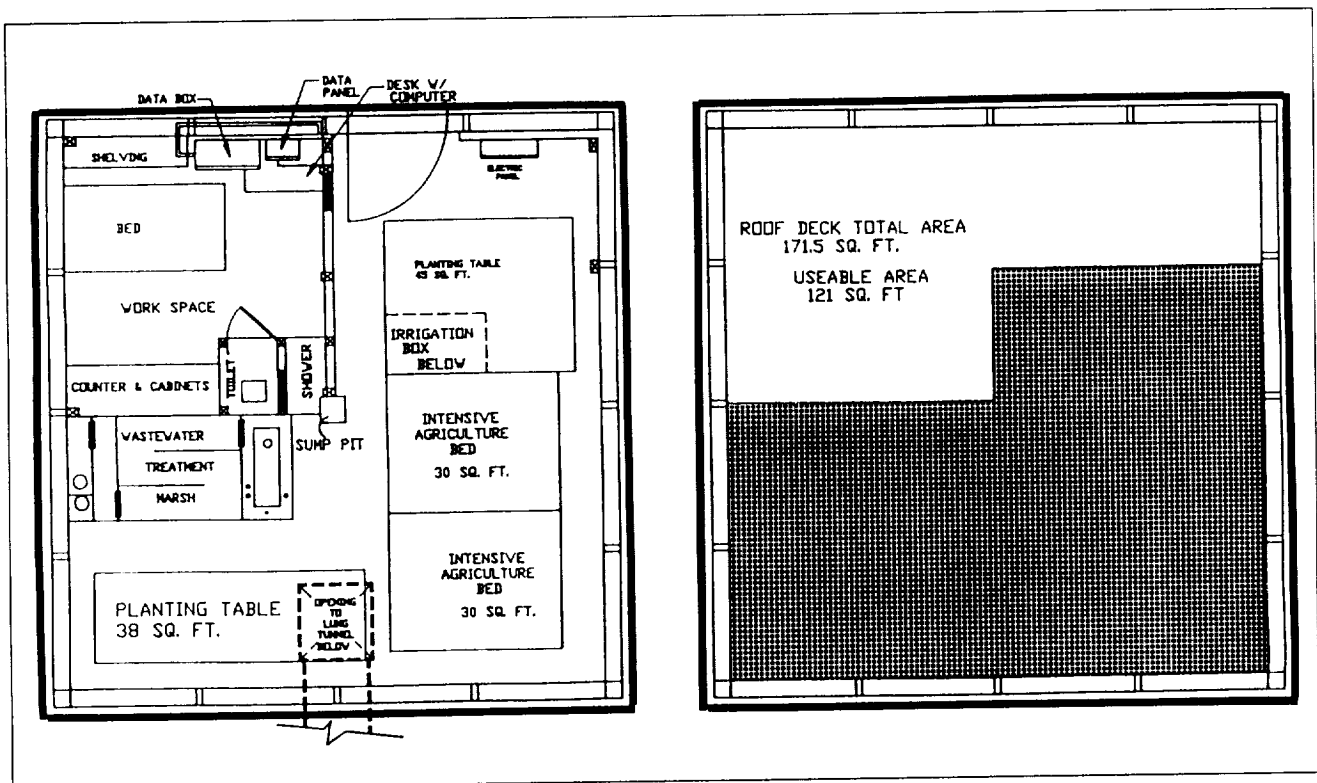 DATA BOX
DATA
PANEL
DESK W/
COMPUTER
SHELVING
ELECTRIC
PANEL
BED
PLANTING TABLE
45 SQ. FT.
WORK SPACE
IRRIGATION
BOX
BELOW
TOILET
SHOWER
COUNTER & CABINETS
SUMP PIT
WASTEWATER
TREATMENT
MARSH
INTENSIVE
AGRICULTURE
BED
30 SQ. FT.
INTENSIVE
AGRICULTURE
BED
30 SQ. FT.
PLANTING TABLE
38 SQ. FT.
OPENING
TO
LUNG
TUNNEL
BELOW
ROOF DECK TOTAL AREA
171.5 SQ. FT.
USEABLE AREA
121 SQ. FT